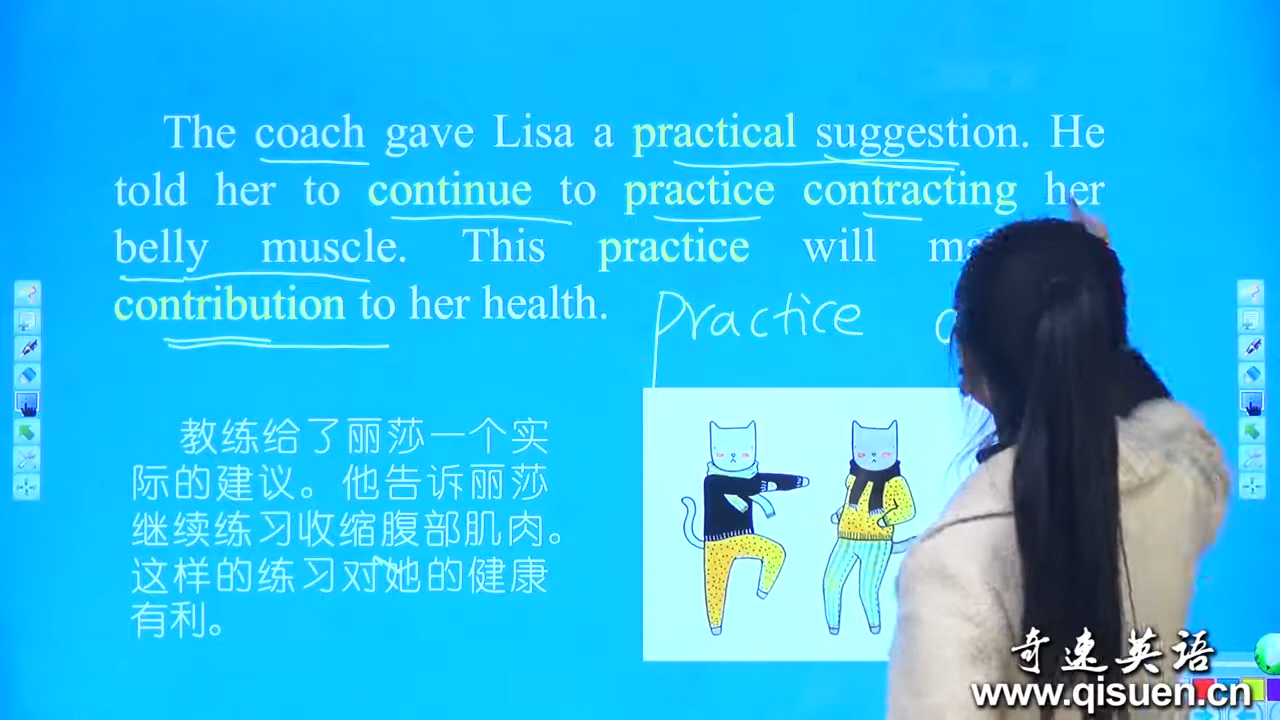 The coach gave Lisa a practical suggestion. He
told her to continue to practice contracting her
belly muscle. This practice will
contribution to her health.
practice
教练给了丽莎一个实
际的建议。他告诉丽莎
继续练习收缩腹部肌肉。
这样的练习对她的健康
有利。
奇速英语
www.qisuen.cn